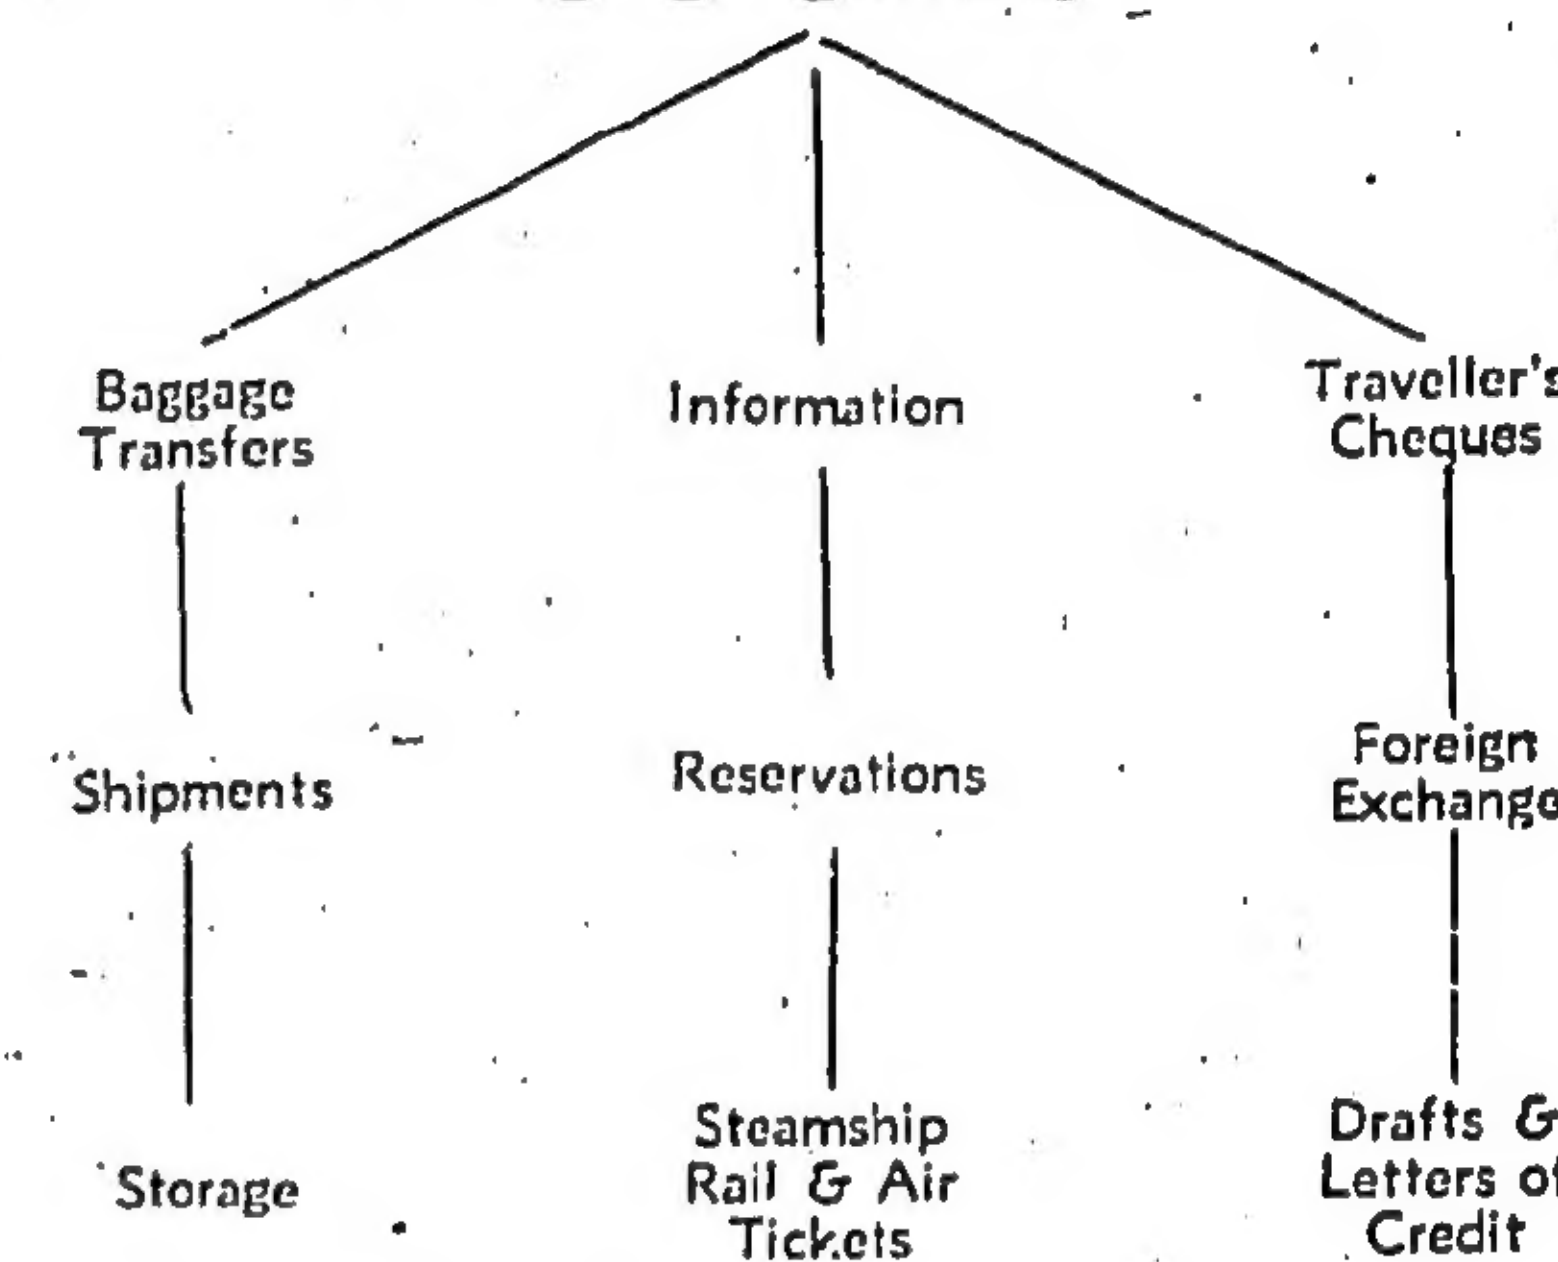 Baggage
Transfers
Information
Traveller's
Cheques
Shipments
Reservations
Foreign
Exchange
Storage
Steamship
Rail & Air
Tickets
Drafts &
Letters of
Credit